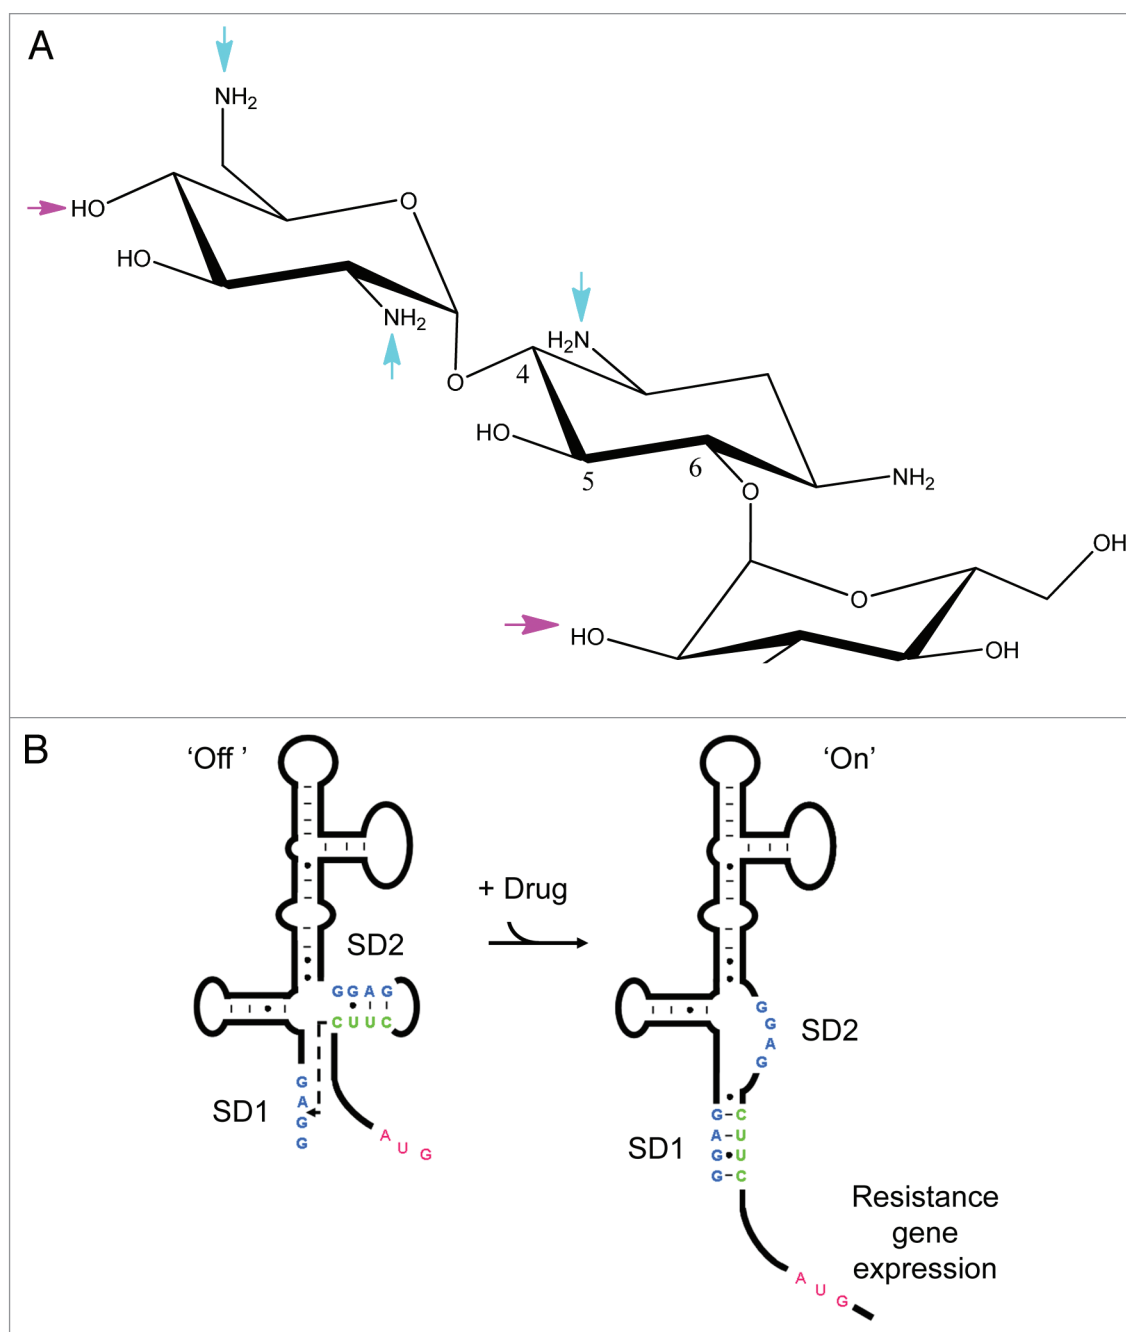 A
NH2
HO
O
HO
NH2
H2N
4
O
HO
5
6
NH2
O
OH
O
HO
OH
B
‘Off ’
‘On’
+ Drug
SD2
GGAG
CUUC
SD1
G
A
G
G
A
U
G
G
G
A
G
SD2
SD1
G C
A U
G U
G C
Resistance
gene
expression
A
U
G